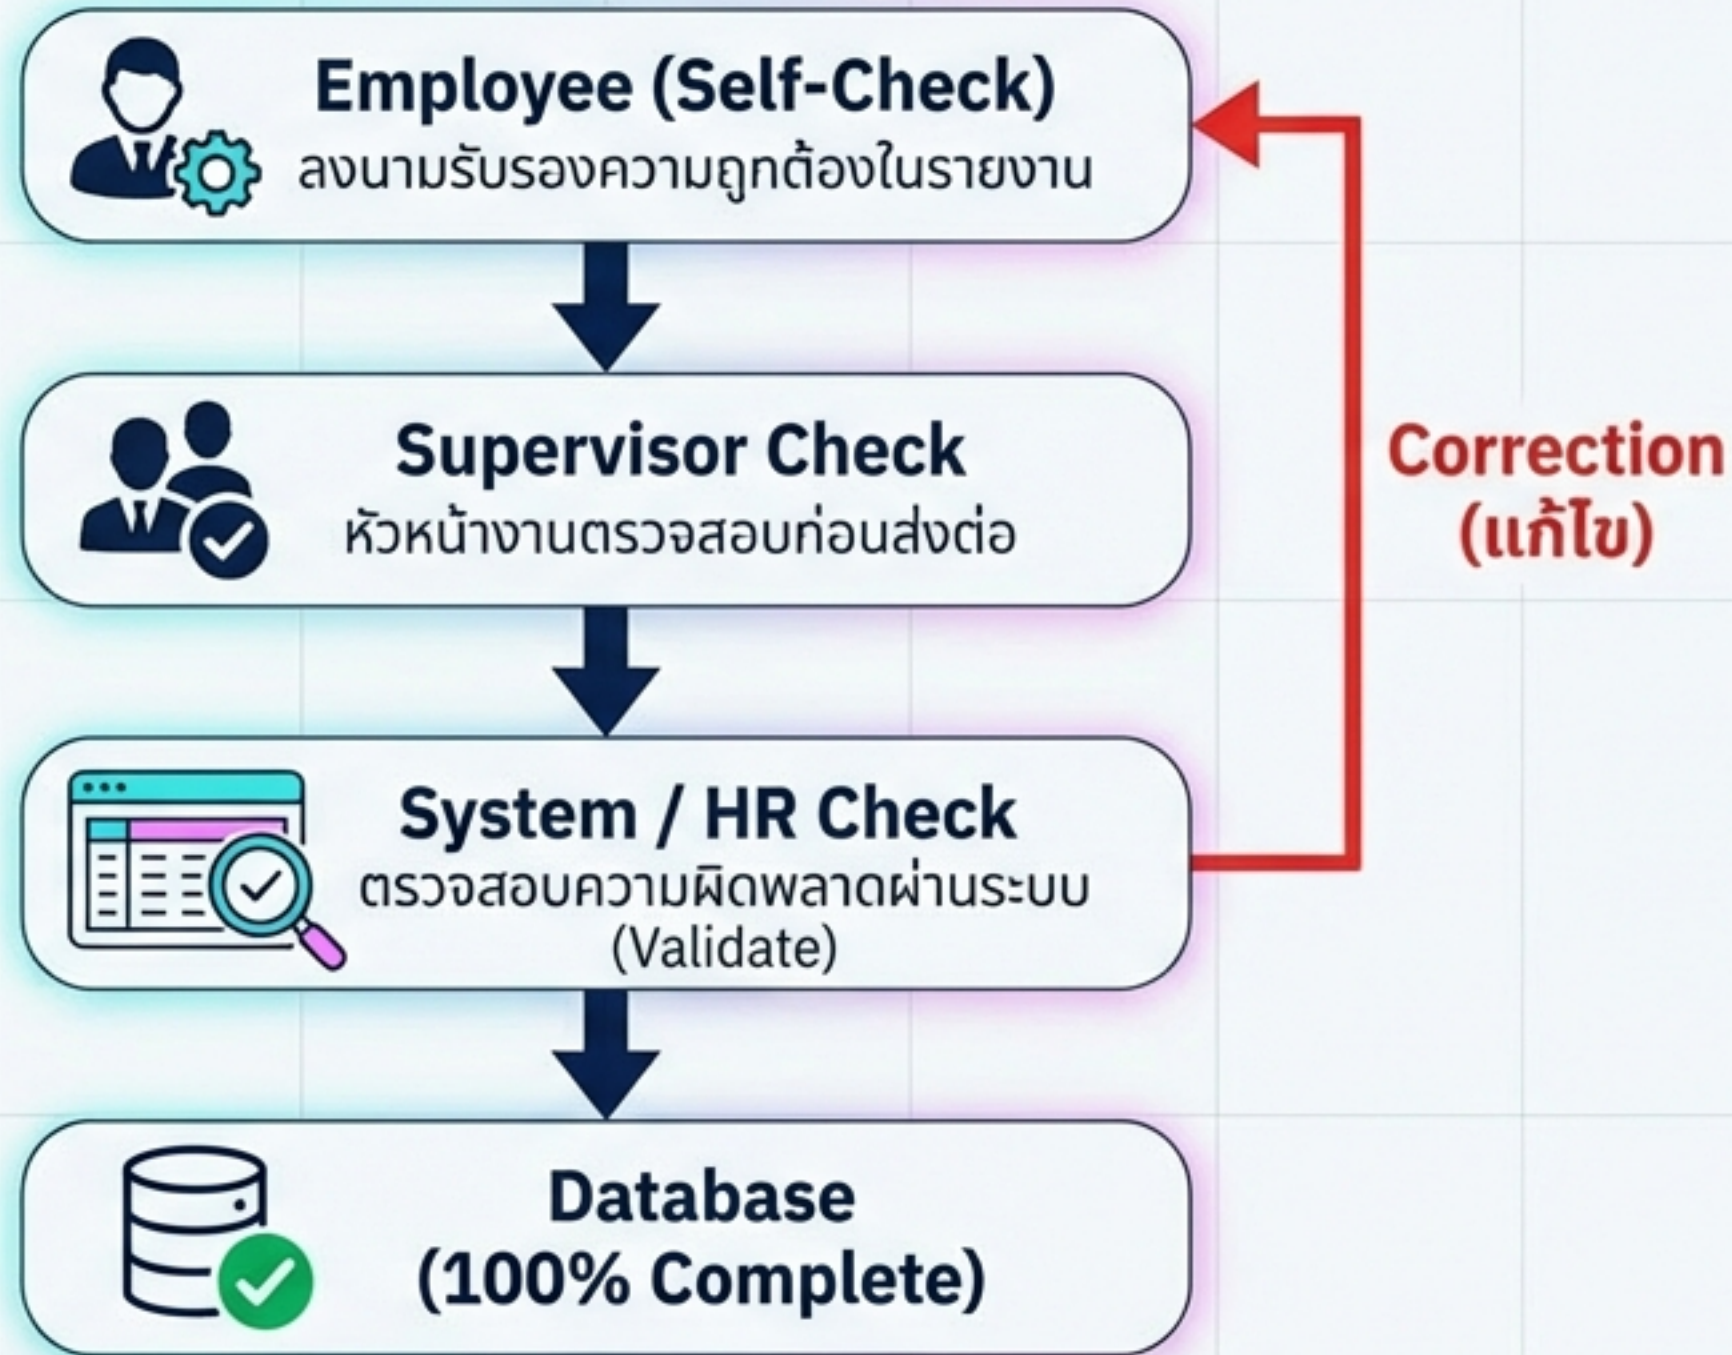 Employee (Self-Check)
ลงนามรับรองความถูกต้องในรายงาน
Supervisor Check
หัวหน้างานตรวจสอบก่อนส่งต่อ
Correction
(แก้ไข)
System / HR Check
ตรวจสอบความผิดพลาดผ่านระบบ
(Validate)
Database
(100% Complete)